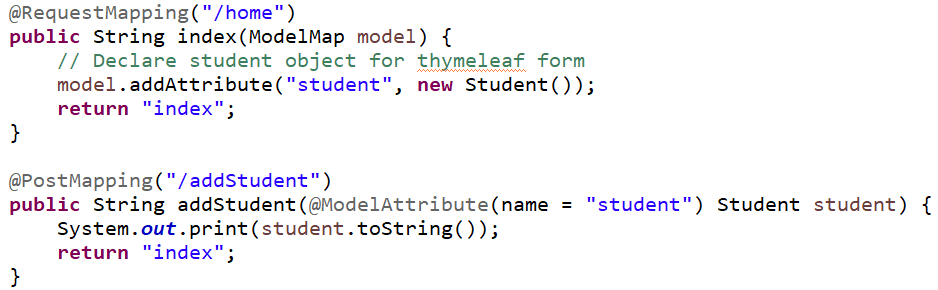 @RequestMapping("/home")
public String index(ModelMap model) {
    // Declare student object for thymeleaf form
    model.addAttribute("student", new Student());
    return "index";
}

@PostMapping("/addStudent")
public String addStudent(@ModelAttribute(name = "student") Student student) {
    System.out.print(student.toString());
    return "index";
}